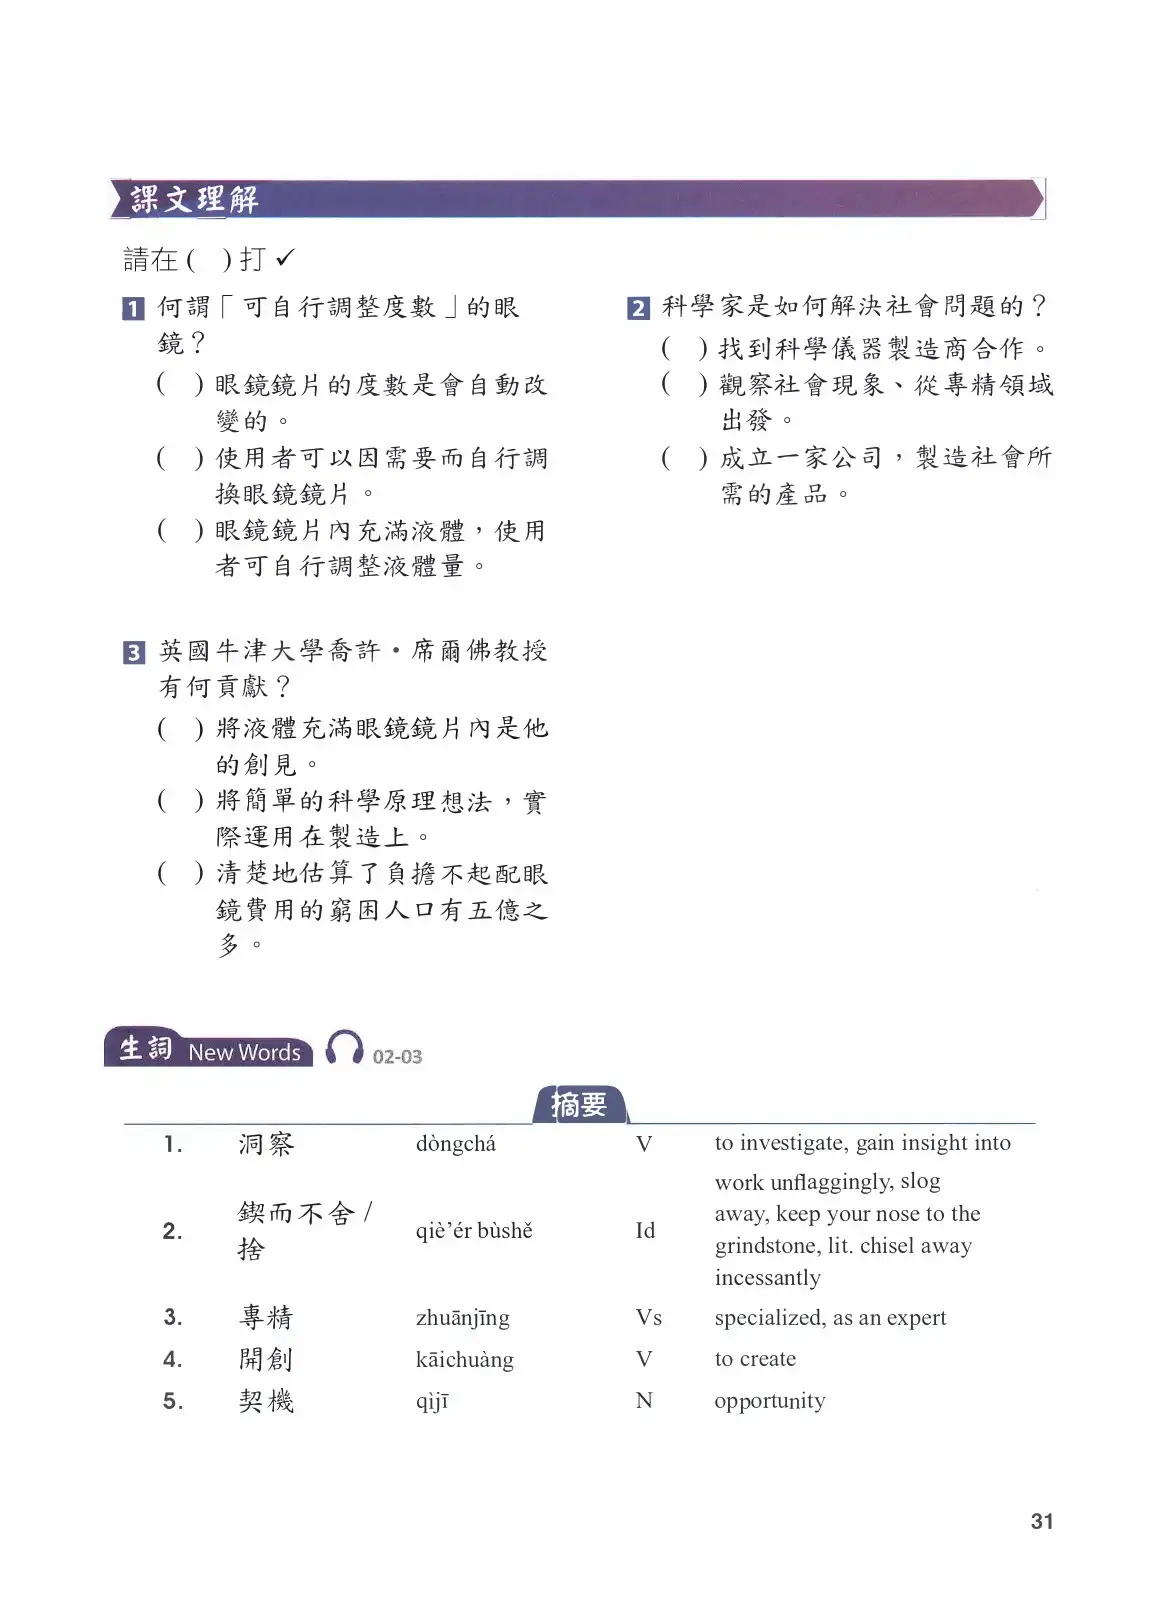 課文理解
請在( )打✓
1 何謂「可自行調整度數」的眼
鏡？
( )眼鏡鏡片的度數是會自動改
變的。
( )使用者可以因需要而自行調
換眼鏡鏡片。
( )眼鏡鏡片內充滿液體，使用
者可自行調整液體量。
2 科學家是如何解決社會問題的？
( )找到科學儀器製造商合作。
( )觀察社會現象、從專精領域
出發。
( )成立一家公司，製造社會所
需的產品。
3 英國牛津大學喬許·席爾佛教授
有何貢獻？
( )將液體充滿眼鏡鏡片內是他
的創見。
( )將簡單的科學原理想法，實
際運用在製造上。
( )清楚地估算了負擔不起配眼
鏡費用的窮困人口有五億之
多。
生詞 New Words 02-03
摘要
1. 洞察 dòngchá V to investigate, gain insight into
2. 鍥而不舍/
捨 qiè’ér bùshě Id work unflaggingly, slog
away, keep your nose to the
grindstone, lit. chisel away
incessantly
3. 專精 zhuānjīng Vs specialized, as an expert
4. 開創 kāichuàng V to create
5. 契機 qìjī N opportunity
31